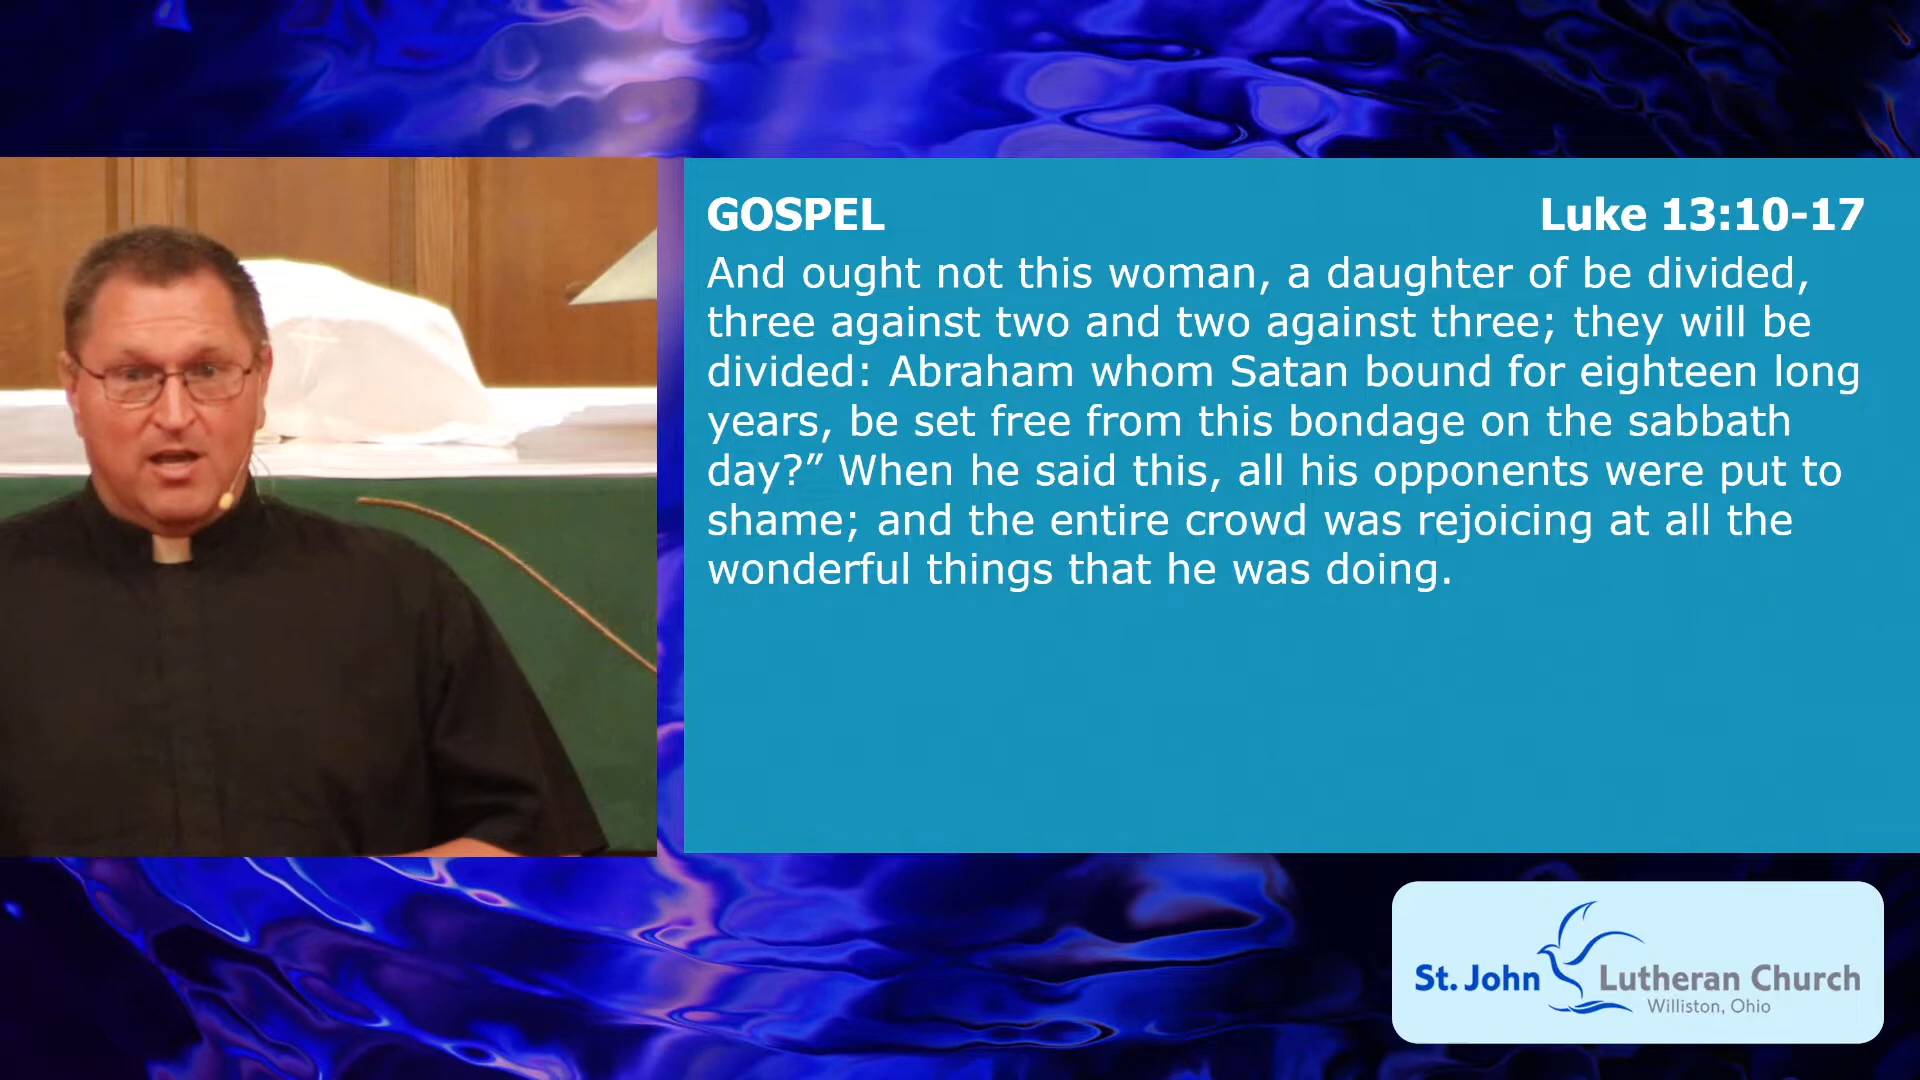 GOSPEL Luke 13:10-17
And ought not this woman, a daughter of be divided,
three against two and two against three; they will be
divided: Abraham whom Satan bound for eighteen long
years, be set free from this bondage on the sabbath
day?” When he said this, all his opponents were put to
shame; and the entire crowd was rejoicing at all the
wonderful things that he was doing.
St. John Lutheran Church
Williston, Ohio